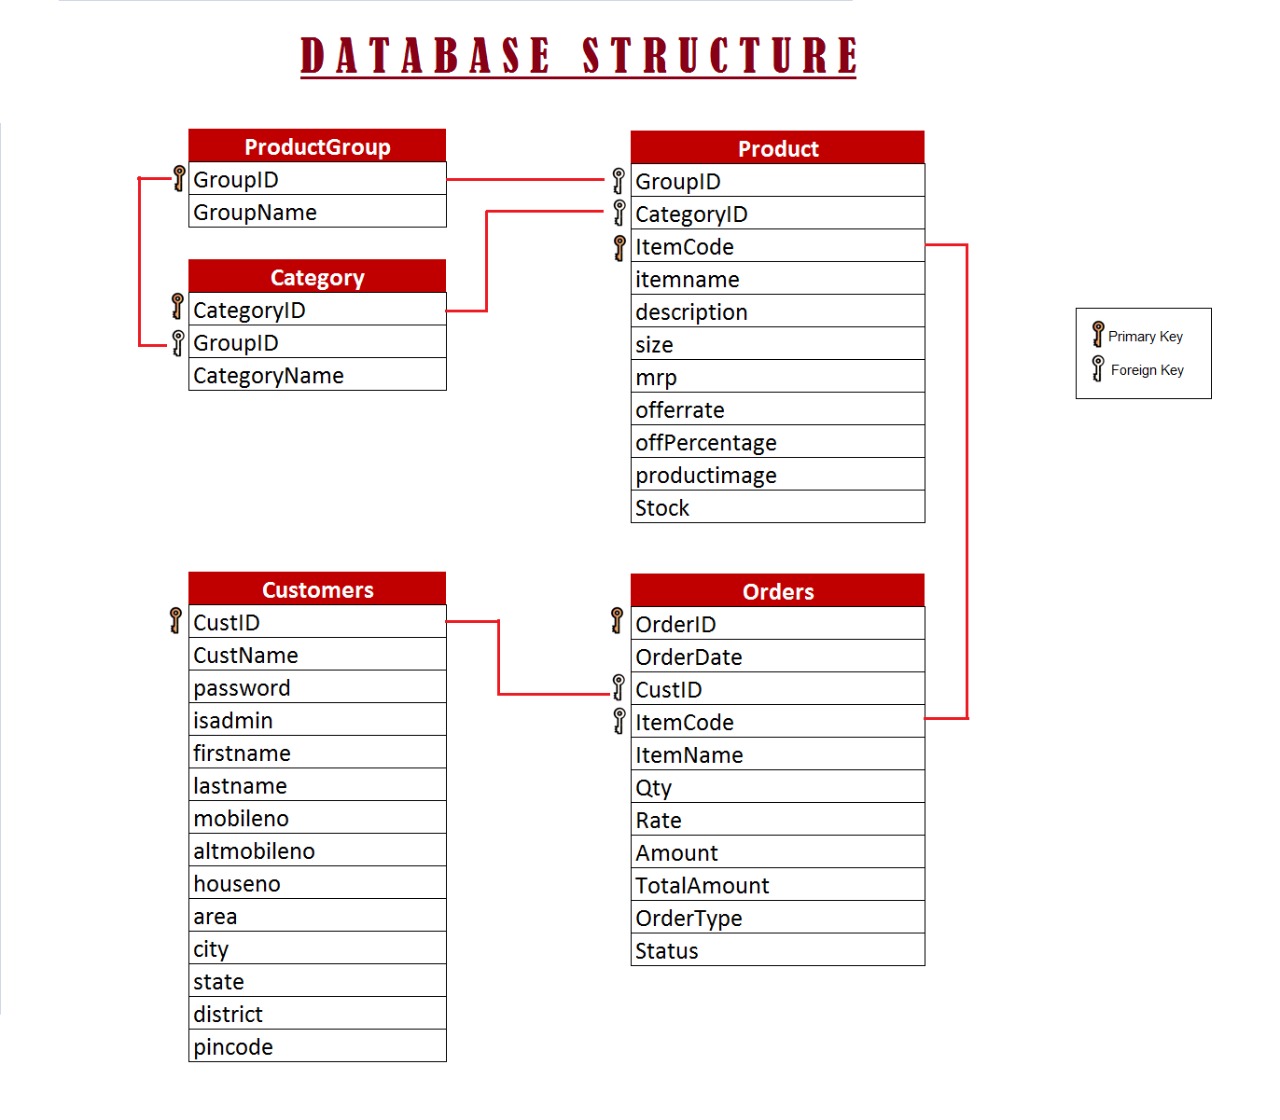 DATABASE STRUCTURE
ProductGroup
GroupID
GroupName
Category
CategoryID
GroupID
CategoryName
Product
GroupID
CategoryID
ItemCode
itemname
description
size
mrp
offerrate
offPercentage
productimage
Stock
Primary Key
Foreign Key
Customers
CustID
CustName
password
isadmin
firstname
lastname
mobileno
altmobileno
houseno
area
city
state
district
pincode
Orders
OrderID
OrderDate
CustID
ItemCode
ItemName
Qty
Rate
Amount
TotalAmount
OrderType
Status